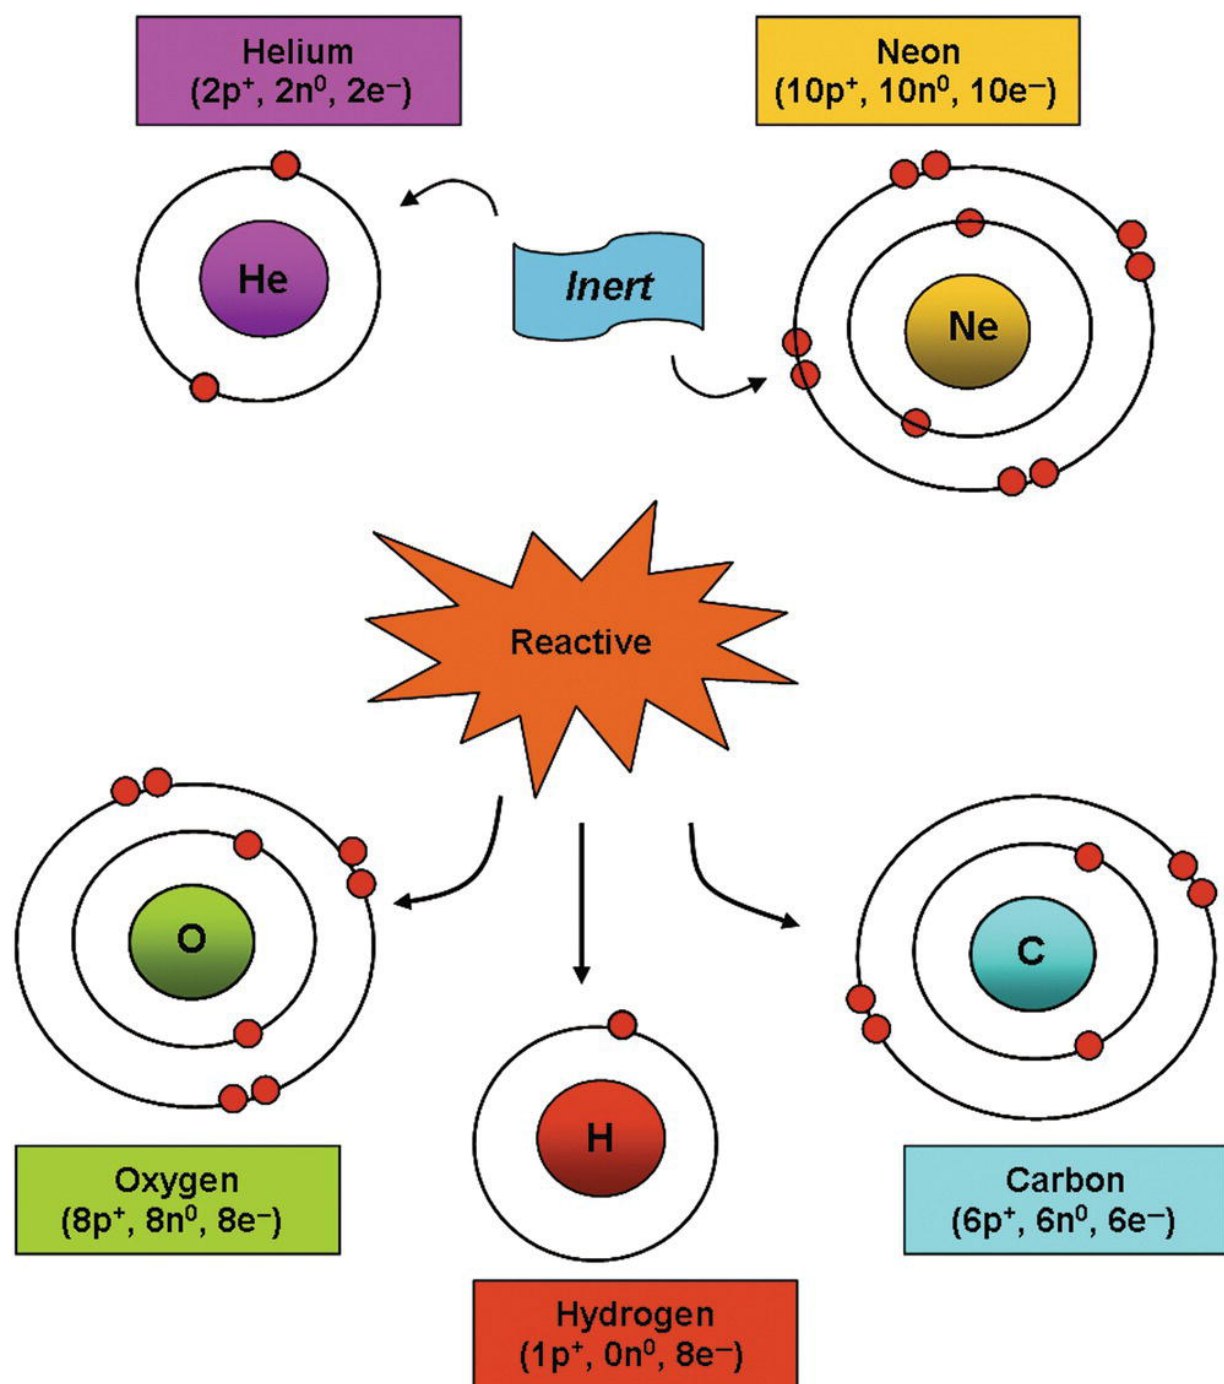 Helium
(2p⁺, 2n⁰, 2e⁻)
Neon
(10p⁺, 10n⁰, 10e⁻)
He
Inert
Ne
Reactive
O
C
H
Oxygen
(8p⁺, 8n⁰, 8e⁻)
Carbon
(6p⁺, 6n⁰, 6e⁻)
Hydrogen
(1p⁺, 0n⁰, 8e⁻)